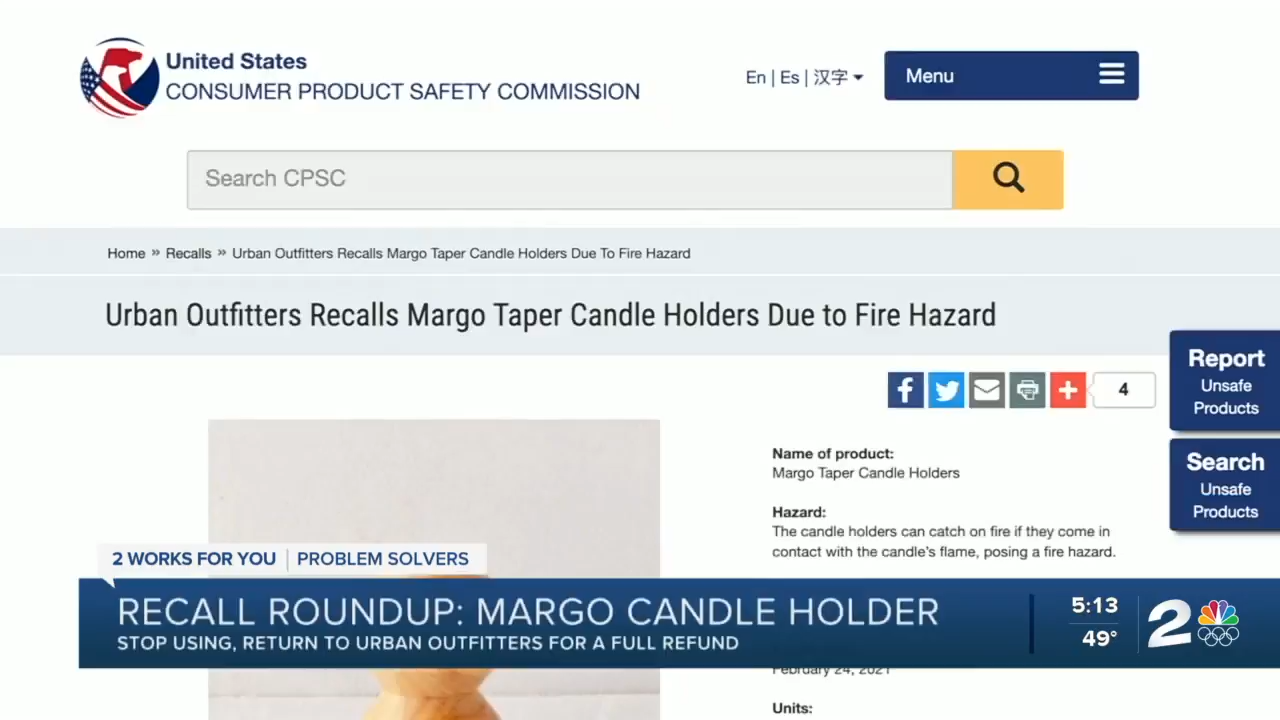 United States
CONSUMER PRODUCT SAFETY COMMISSION
En | Es | 汉字
Menu
Search CPSC
Home » Recalls » Urban Outfitters Recalls Margo Taper Candle Holders Due To Fire Hazard
Urban Outfitters Recalls Margo Taper Candle Holders Due to Fire Hazard
4
Report
Unsafe
Products
Search
Unsafe
Products
Name of product:
Margo Taper Candle Holders
Hazard:
The candle holders can catch on fire if they come in
contact with the candle's flame, posing a fire hazard.
2 WORKS FOR YOU | PROBLEM SOLVERS
RECALL ROUNDUP: MARGO CANDLE HOLDER
STOP USING, RETURN TO URBAN OUTFITTERS FOR A FULL REFUND
5:13
49°
2
February 24, 2021
Units: